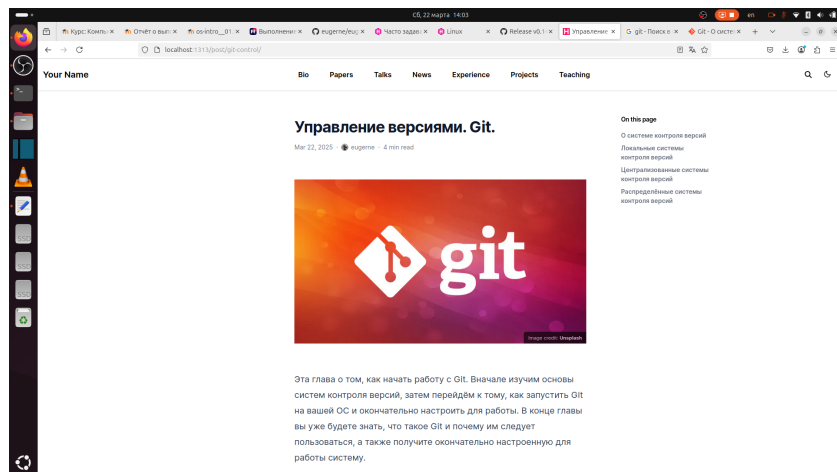 Сб, 22 марта 14:03
en
Курс: Компь
Отчёт о вып
os-intro__01
Выполнени
eugerne/eug
Часто задав
Linux
Release v0.1
Управление
git - Поиск в
Git - О систе
localhost:1313/post/git-control/
Your Name
Bio
Papers
Talks
News
Experience
Projects
Teaching
Управление версиями. Git.
Mar 22, 2025 · eugerne · 4 min read
On this page
О системе контроля версий
Локальные системы
контроля версий
Централизованные системы
контроля версий
Распределённые системы
контроля версий
git
Image credit: Unsplash
Эта глава о том, как начать работу с Git. Вначале изучим основы
систем контроля версий, затем перейдём к тому, как запустить Git
на вашей ОС и окончательно настроить для работы. В конце главы
вы уже будете знать, что такое Git и почему им следует
пользоваться, а также получите окончательно настроенную для
работы систему.